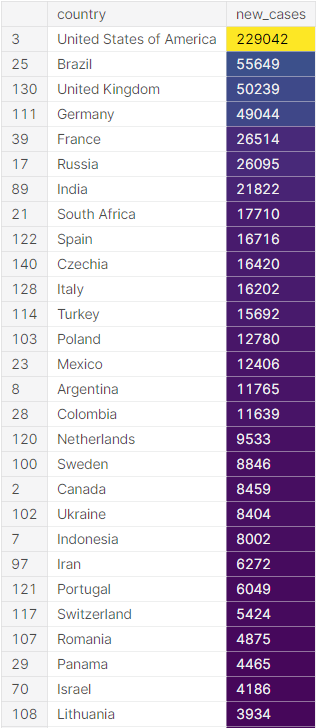 country new_cases
3 United States of America 229042
25 Brazil 55649
130 United Kingdom 50239
111 Germany 49044
39 France 26514
17 Russia 26095
89 India 21822
21 South Africa 17710
122 Spain 16716
140 Czechia 16420
128 Italy 16202
114 Turkey 15692
103 Poland 12780
23 Mexico 12406
8 Argentina 11765
28 Colombia 11639
120 Netherlands 9533
100 Sweden 8846
2 Canada 8459
102 Ukraine 8404
7 Indonesia 8002
97 Iran 6272
121 Portugal 6049
117 Switzerland 5424
107 Romania 4875
29 Panama 4465
70 Israel 4186
108 Lithuania 3934